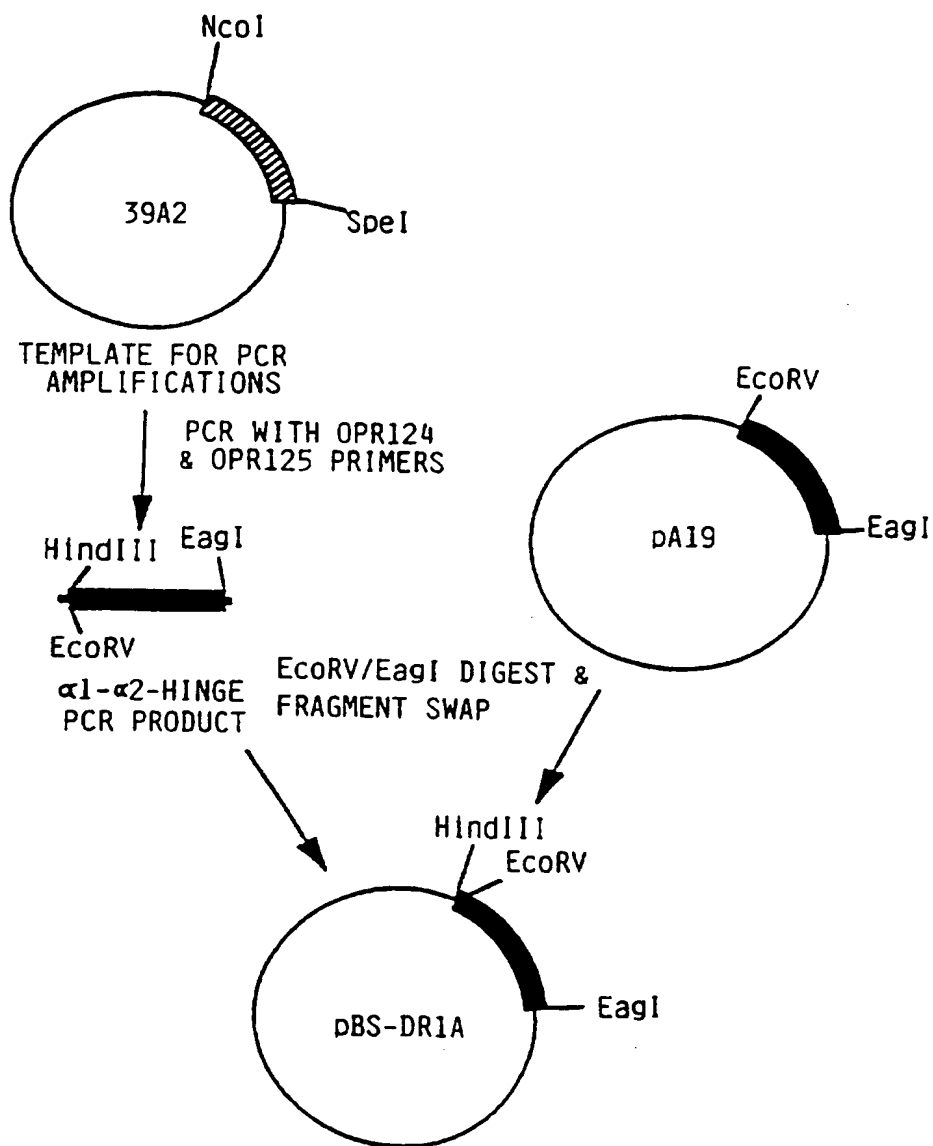 NcoI
39A2
SpeI
TEMPLATE FOR PCR
AMPLIFICATIONS
PCR WITH OPR124
& OPR125 PRIMERS
HindIII
EagI
EcoRV
α1-α2-HINGE
PCR PRODUCT
EcoRV
pA19
EagI
EcoRV/EagI DIGEST &
FRAGMENT SWAP
HindIII
EcoRV
pBS-DR1A
EagI